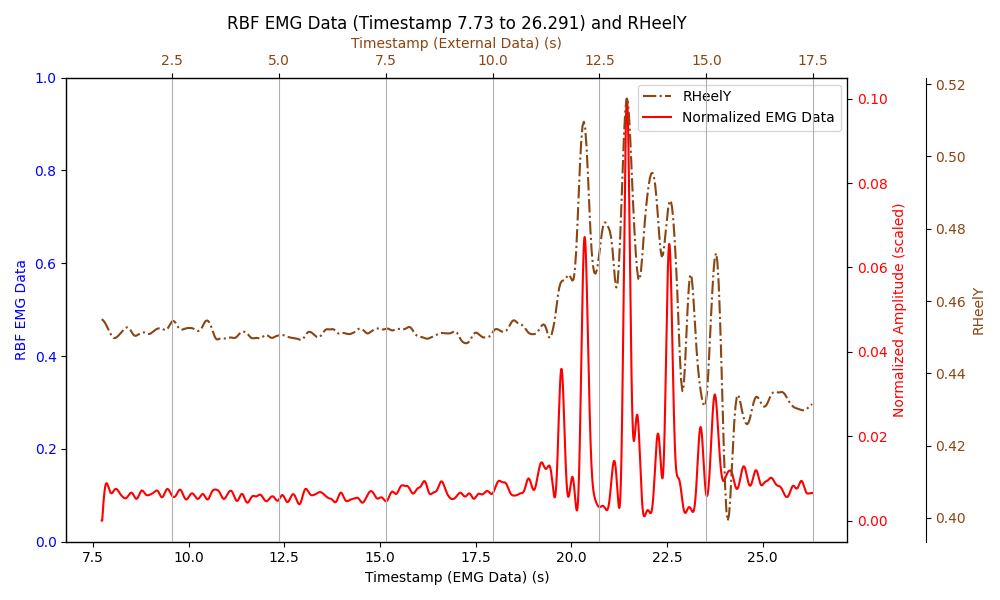 RBF EMG Data (Timestamp 7.73 to 26.291) and RHeelY
Timestamp (External Data) (s)
2.5 5.0 7.5 10.0 12.5 15.0 17.5
RHeelY
Normalized EMG Data
RBF EMG Data
1.0
0.8
0.6
0.4
0.2
0.0
Normalized Amplitude (scaled)
0.10
0.08
0.06
0.04
0.02
0.00
RHeelY
0.52
0.50
0.48
0.46
0.44
0.42
0.40
7.5 10.0 12.5 15.0 17.5 20.0 22.5 25.0
Timestamp (EMG Data) (s)